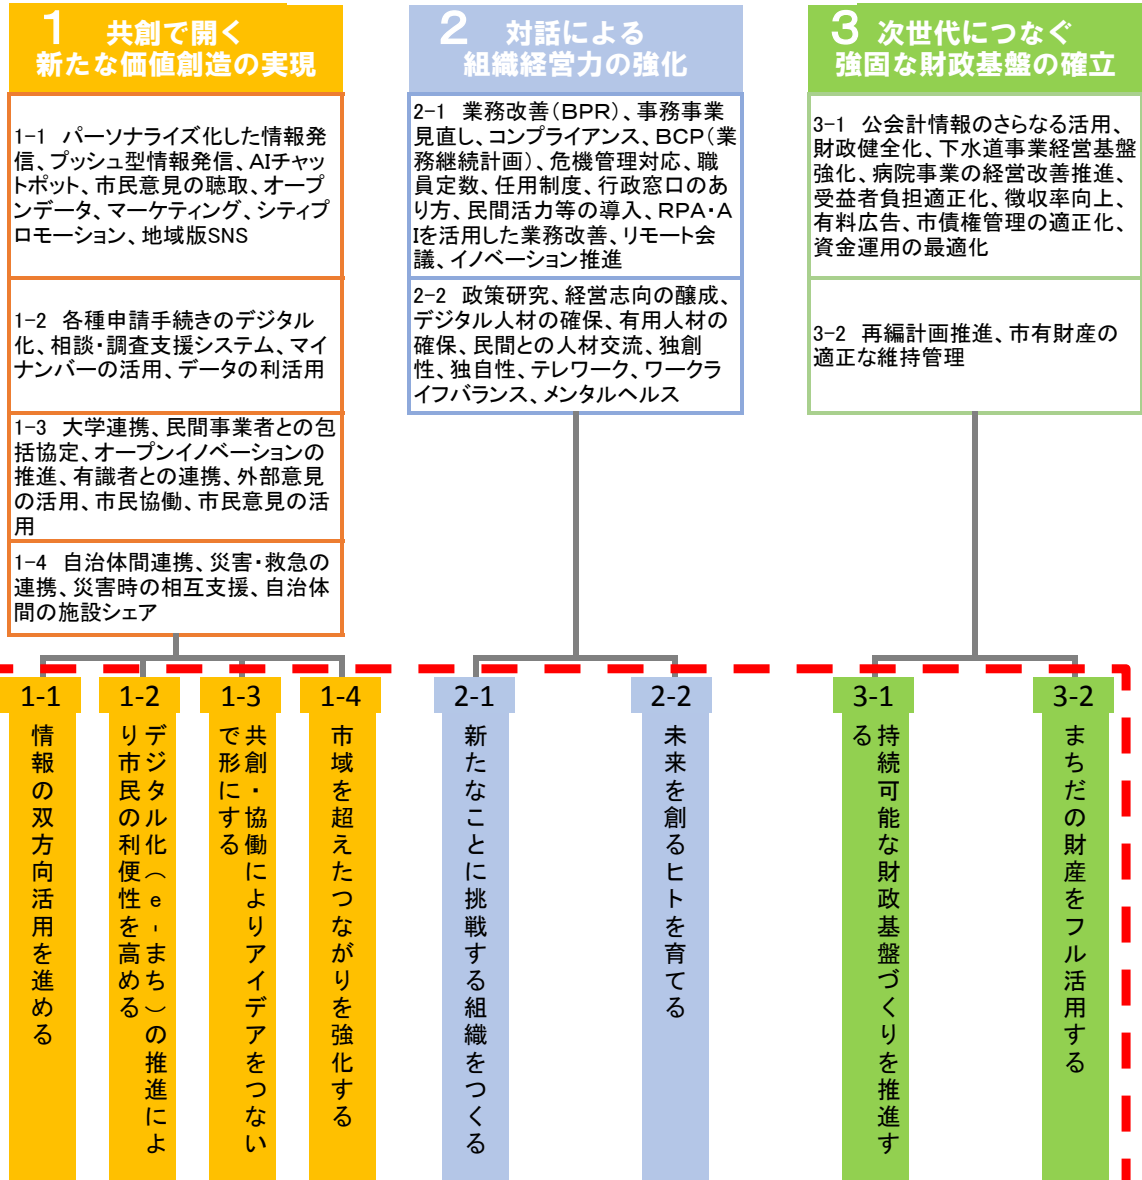 1 共創で開く
新たな価値創造の実現
1-1 パーソナライズ化した情報発
信、プッシュ型情報発信、AIチャッ
トポット、市民意見の聴取、オープ
ンデータ、マーケティング、シティプ
ロモーション、地域版SNS
1-2 各種申請手続きのデジタル
化、相談・調査支援システム、マイ
ナンバーの活用、データの利活用
1-3 大学連携、民間事業者との包
括協定、オープンイノベーションの
推進、有識者との連携、外部意見
の活用、市民協働、市民意見の活
用
1-4 自治体間連携、災害・救急の
連携、災害時の相互支援、自治体
間の施設シェア
2 対話による
組織経営力の強化
2-1 業務改善(BPR)、事務事業
見直し、コンプライアンス、BCP(業
務継続計画)、危機管理対応、職
員定数、任用制度、行政窓口のあ
り方、民間活力等の導入、RPA・A
Iを活用した業務改善、リモート会
議、イノベーション推進
2-2 政策研究、経営志向の醸成、
デジタル人材の確保、有用人材の
確保、民間との人材交流、独創
性、独自性、テレワーク、ワークラ
イフバランス、メンタルヘルス
3 次世代につなぐ
強固な財政基盤の確立
3-1 公会計情報のさらなる活用、
財政健全化、下水道事業経営基盤
強化、病院事業の経営改善推進、
受益者負担適正化、徴収率向上、
有料広告、市債権管理の適正化、
資金運用の最適化
3-2 再編計画推進、市有財産の
適正な維持管理
1-1
情報の双方向活用を進める
1-2
デジタル化(e-まち)の推進によ
り市民の利便性を高める
1-3
共創・協働によりアイデアをつない
で形にする
1-4
市域を超えたつながりを強化する
2-1
新たなことに挑戦する組織をつくる
2-2
未来を創るヒトを育てる
3-1
持続可能な財政基盤づくりを推進す
る
3-2
まちだの財産をフル活用する